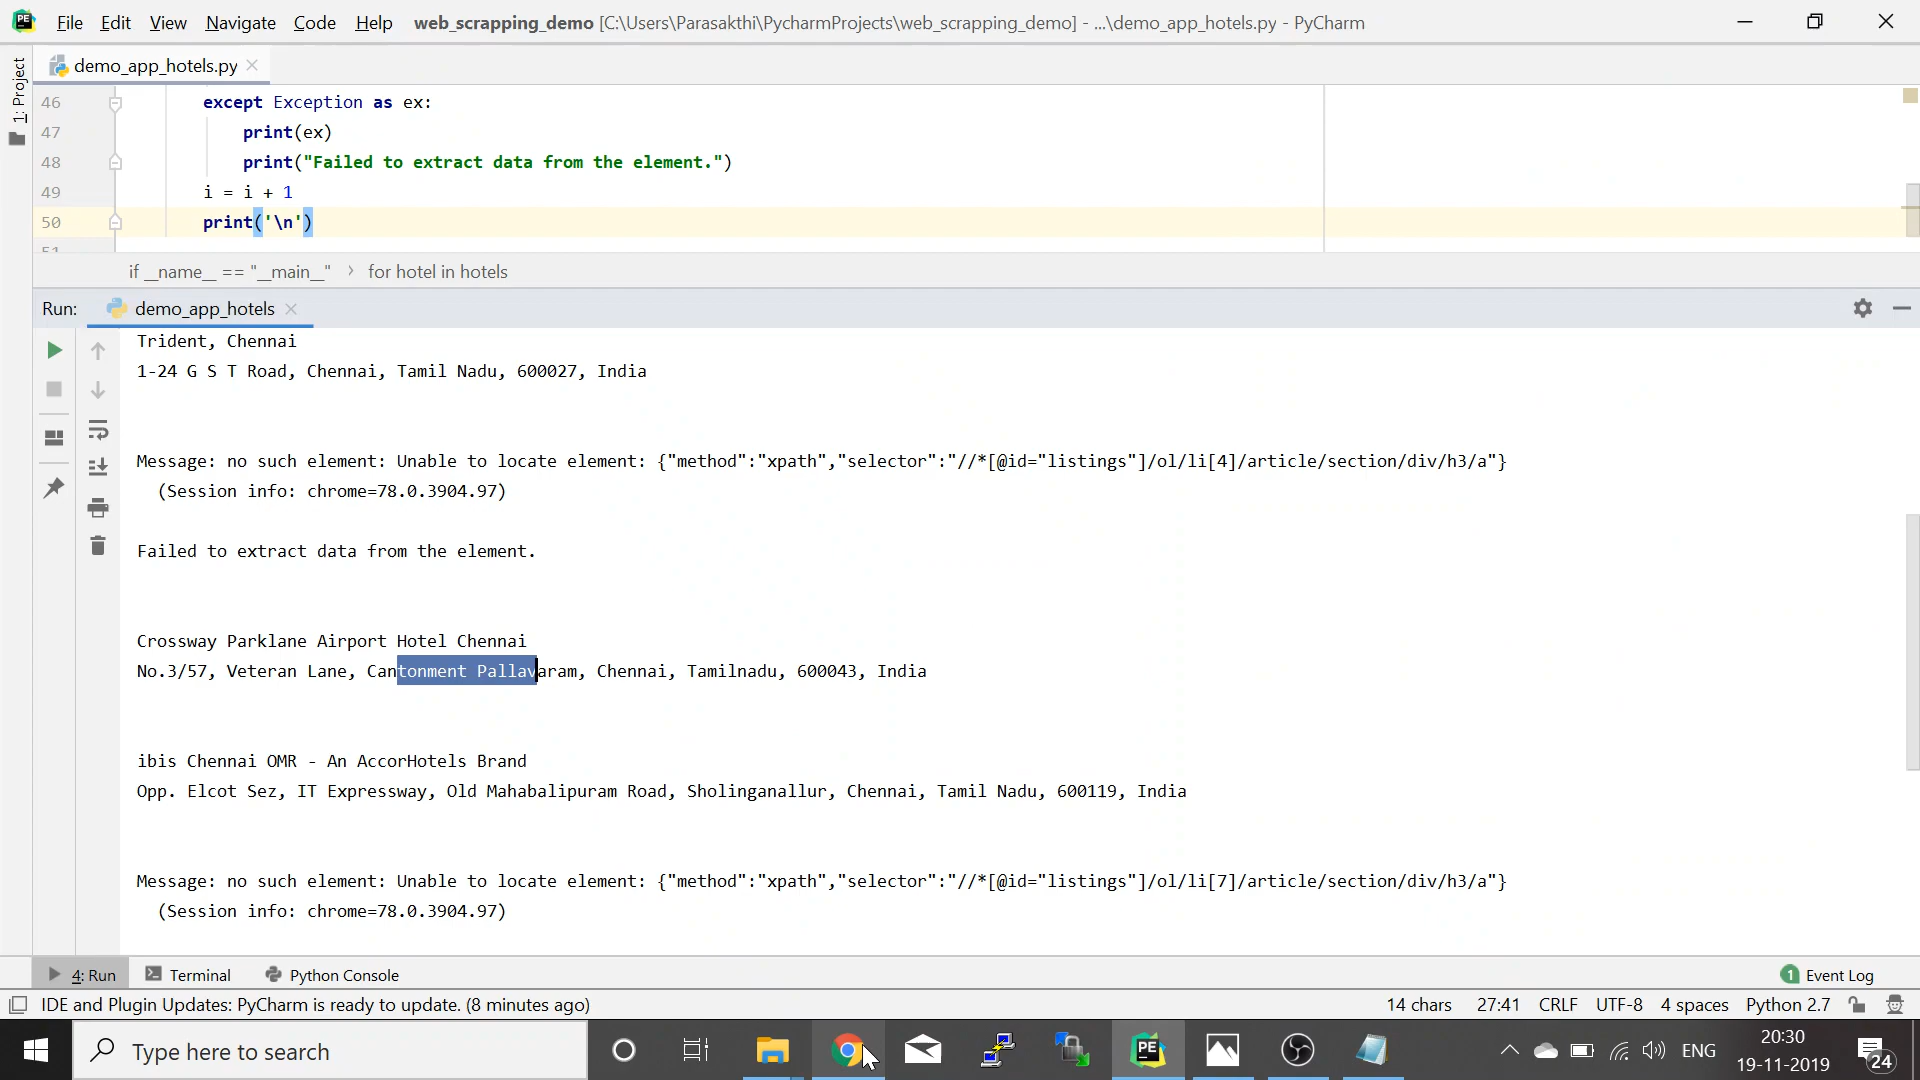 File Edit View Navigate Code Help web_scrapping_demo [C:\Users\Parasakthi\PycharmProjects\web_scrapping_demo] - ...\demo_app_hotels.py - PyCharm
1: Project
demo_app_hotels.py
46 except Exception as ex:
47 print(ex)
48 print("Failed to extract data from the element.")
49 i = i + 1
50 print('\n')
51
if __name__ == "__main__" › for hotel in hotels
Run: demo_app_hotels
Trident, Chennai
1-24 G S T Road, Chennai, Tamil Nadu, 600027, India
Message: no such element: Unable to locate element: {"method":"xpath","selector":"//*[@id="listings"]/ol/li[4]/article/section/div/h3/a"}
(Session info: chrome=78.0.3904.97)
Failed to extract data from the element.
Crossway Parklane Airport Hotel Chennai
No.3/57, Veteran Lane, Cantonment Pallavaram, Chennai, Tamilnadu, 600043, India
ibis Chennai OMR - An AccorHotels Brand
Opp. Elcot Sez, IT Expressway, Old Mahabalipuram Road, Sholinganallur, Chennai, Tamil Nadu, 600119, India
Message: no such element: Unable to locate element: {"method":"xpath","selector":"//*[@id="listings"]/ol/li[7]/article/section/div/h3/a"}
(Session info: chrome=78.0.3904.97)
4: Run Terminal Python Console 1 Event Log
IDE and Plugin Updates: PyCharm is ready to update. (8 minutes ago) 14 chars 27:41 CRLF UTF-8 4 spaces Python 2.7
Type here to search
PE
ENG
20:30
19-11-2019
24